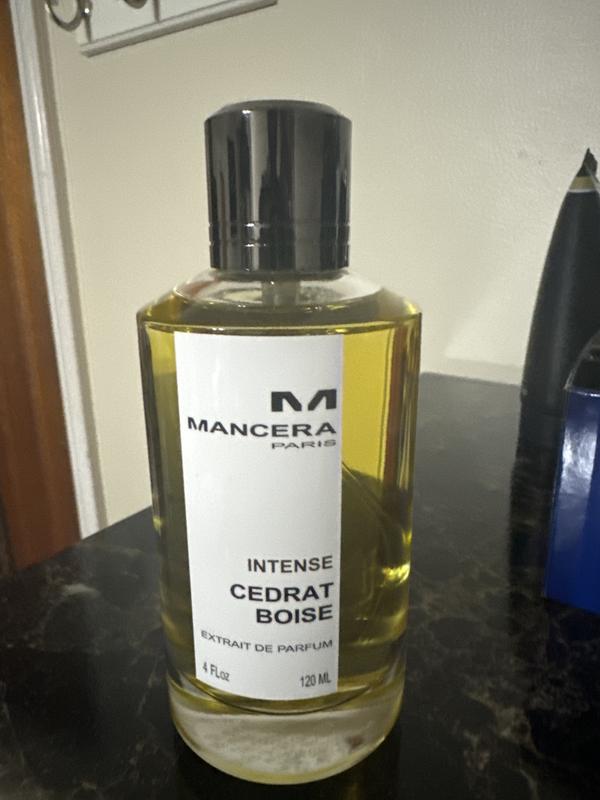 M
MANCERA
PARIS
INTENSE
CEDRAT
BOISE
EXTRAIT DE PARFUM
4 FLoz 120 ML